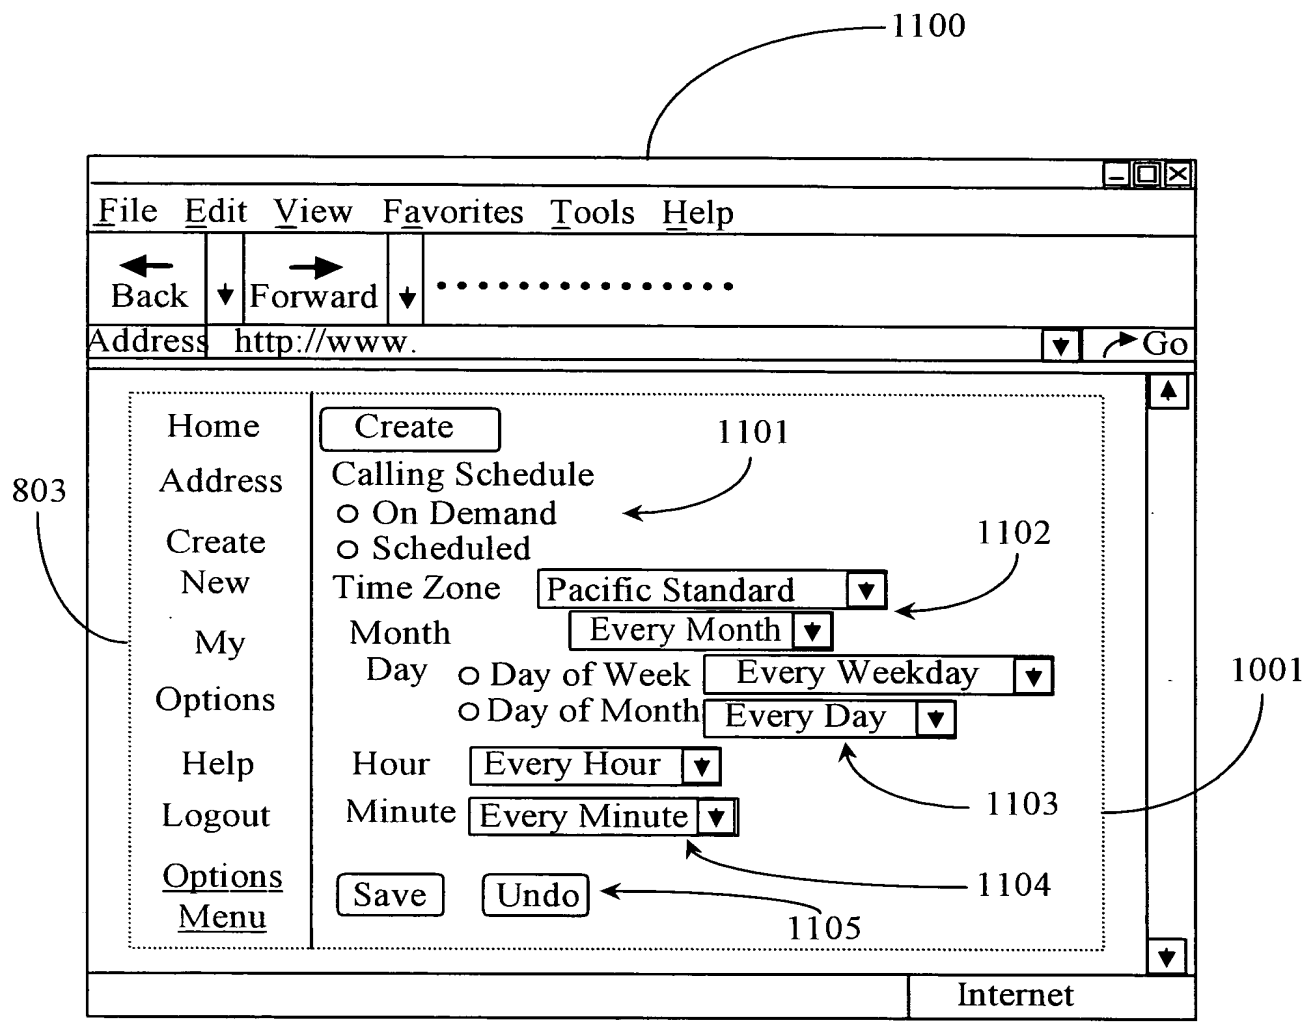 1100
File Edit View Favorites Tools Help
Back Forward
Address http://www. Go
803
Home
Address
Create
New
My
Options
Help
Logout
Options
Menu
Create
1101
Calling Schedule
On Demand
Scheduled
1102
Time Zone Pacific Standard
Month Every Month
Day Day of Week Every Weekday
Day of Month Every Day
1001
Hour Every Hour
1103
Minute Every Minute
1104
Save Undo
1105
Internet